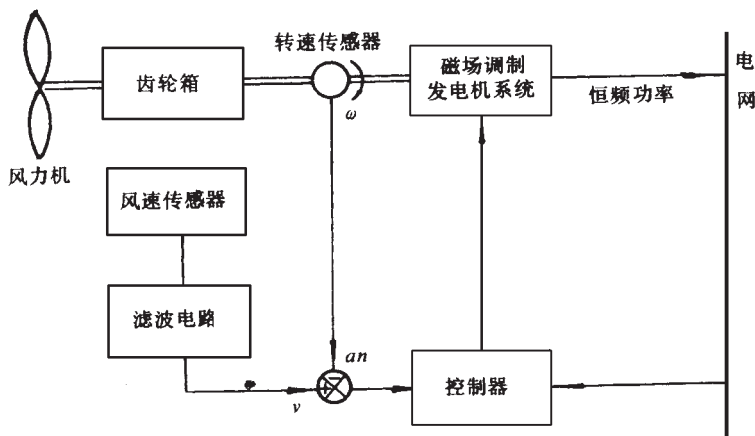 转速传感器
齿轮箱
磁场调制
发电机系统
电
网
恒频功率
ω
风力机
风速传感器
滤波电路
an
+
−
v
控制器